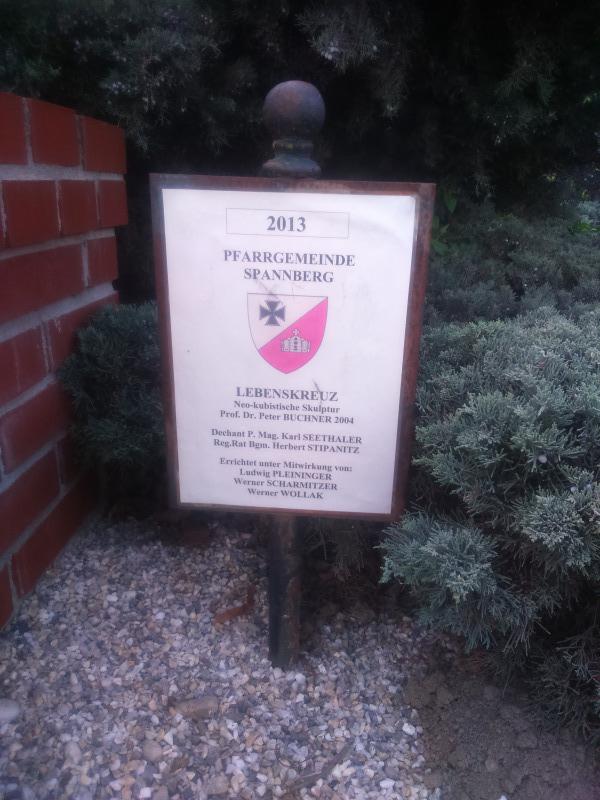 2013
PFARRGEMEINDE
SPANNBERG
LEBENSKREUZ
Neo-kubistische Skulptur
Prof. Dr. Peter BUCHNER 2004
Dechant P. Mag. Karl SEETHALER
Reg.Rat Bgm. Herbert STIPANITZ
Errichtet unter Mitwirkung von:
Ludwig PLEININGER
Werner SCHARMITZER
Werner WOLLAK